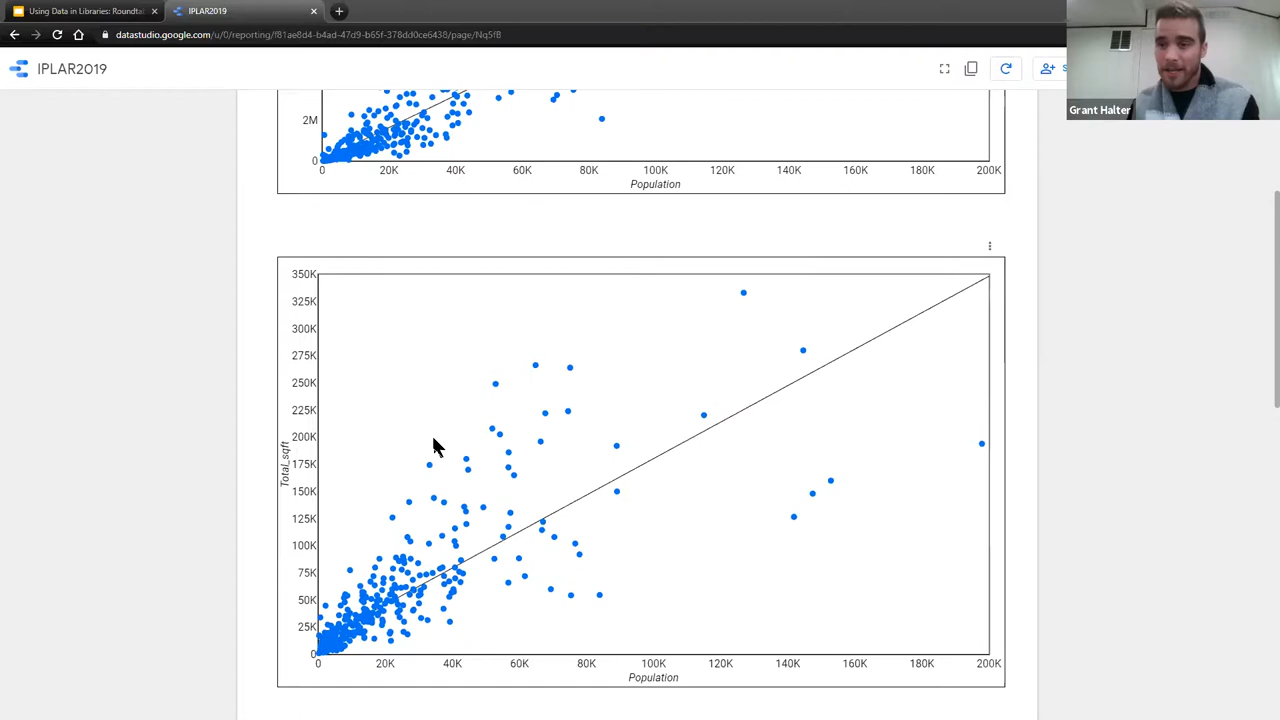 Using Data in Libraries: Roundta
IPLAR2019
datastudio.google.com/u/0/reporting/f81ae8d4-b4ad-47d9-b65f-378dd0ce6438/page/Nq5fB
IPLAR2019
S
Grant Halter
2M
0
0 20K 40K 60K 80K 100K 120K 140K 160K 180K 200K
Population
350K
325K
300K
275K
250K
225K
200K
175K
150K
125K
100K
75K
50K
25K
0
Total_sqft
0 20K 40K 60K 80K 100K 120K 140K 160K 180K 200K
Population